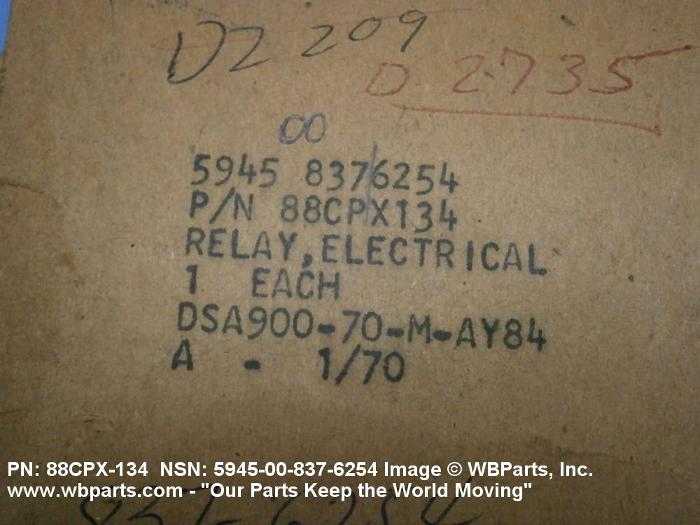 DZ 209
D 2735
00
5945 8376254
P/N 88CPX134
RELAY, ELECTRICAL
1 EACH
DSA900-70-M-AY84
A - 1/70
PN: 88CPX-134 NSN: 5945-00-837-6254 Image © WBParts, Inc.
www.wbparts.com - "Our Parts Keep the World Moving"